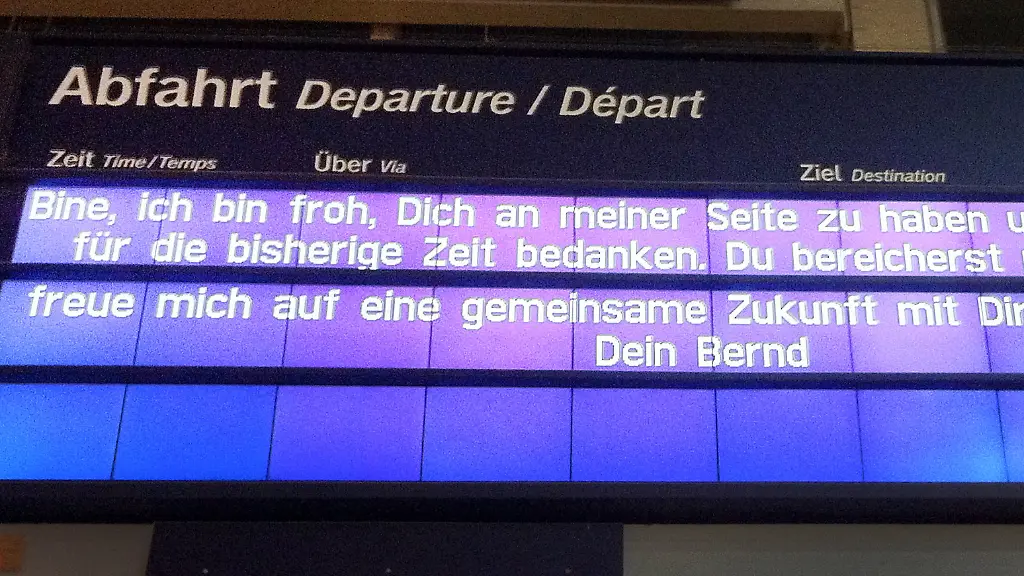 Abfahrt Departure / Départ
Zeit Time/Temps Über Via Ziel Destination
Bine, ich bin froh, Dich an meiner Seite zu haben
für die bisherige Zeit bedanken. Du bereicherst
freue mich auf eine gemeinsame Zukunft mit Dir
Dein Bernd